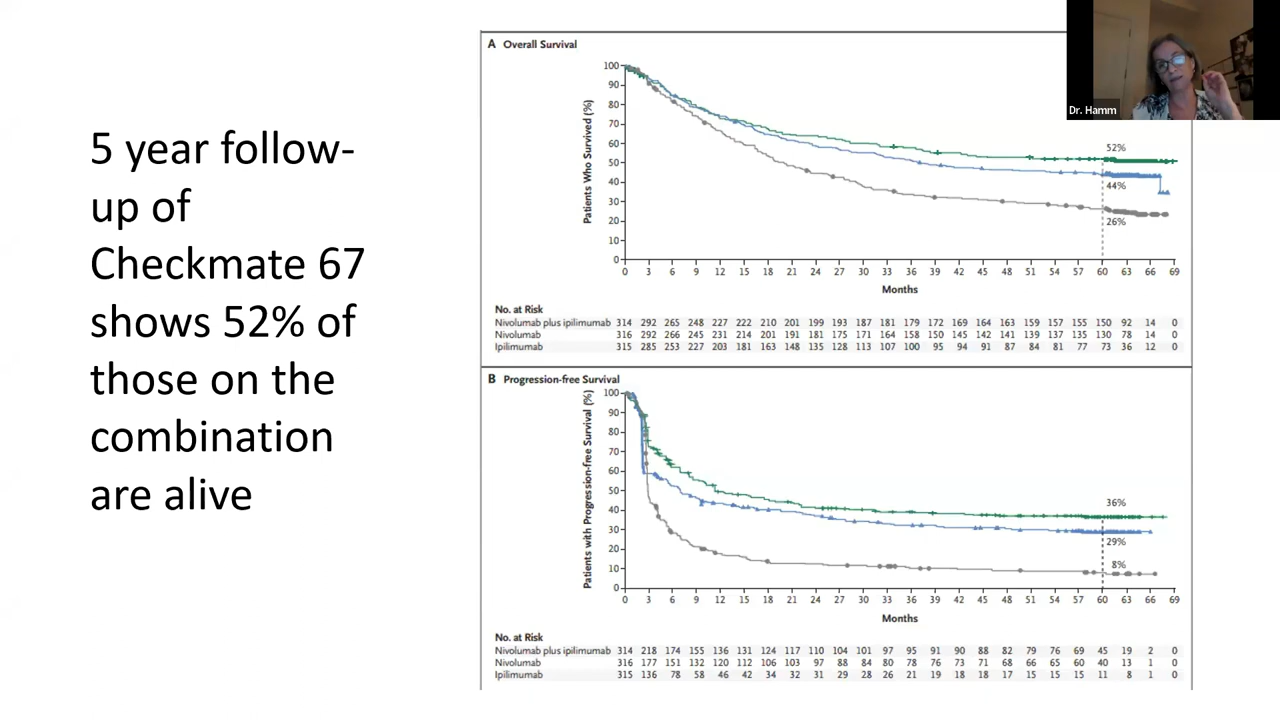 5 year follow-
up of
Checkmate 67
shows 52% of
those on the
combination
are alive
A Overall Survival
Patients Who Survived (%)
100
90
80
70
60
50
40
30
20
10
0
52%
44%
26%
0 3 6 9 12 15 18 21 24 27 30 33 36 39 42 45 48 51 54 57 60 63 66 69
Months
No. at Risk
Nivolumab plus ipilimumab 314 292 265 248 227 222 210 201 199 193 187 181 179 172 169 164 163 159 157 155 150 92 14 0
Nivolumab 316 292 266 245 231 214 201 191 181 175 171 164 158 150 145 142 141 139 137 135 130 78 14 0
Ipilimumab 315 285 253 227 203 181 163 148 135 128 113 107 100 95 94 91 87 84 81 77 73 36 12 0
B Progression-free Survival
Patients with Progression-free Survival (%)
100
90
80
70
60
50
40
30
20
10
0
36%
29%
8%
0 3 6 9 12 15 18 21 24 27 30 33 36 39 42 45 48 51 54 57 60 63 66 69
Months
No. at Risk
Nivolumab plus ipilimumab 314 218 174 155 136 131 124 117 110 104 101 97 95 91 90 88 82 79 76 69 45 19 2 0
Nivolumab 316 177 151 132 120 112 106 103 97 88 84 80 78 76 73 71 68 66 65 60 40 13 1 0
Ipilimumab 315 136 78 58 46 42 34 32 31 29 28 26 21 19 18 18 17 15 15 15 11 8 1 0
Dr. Hamm